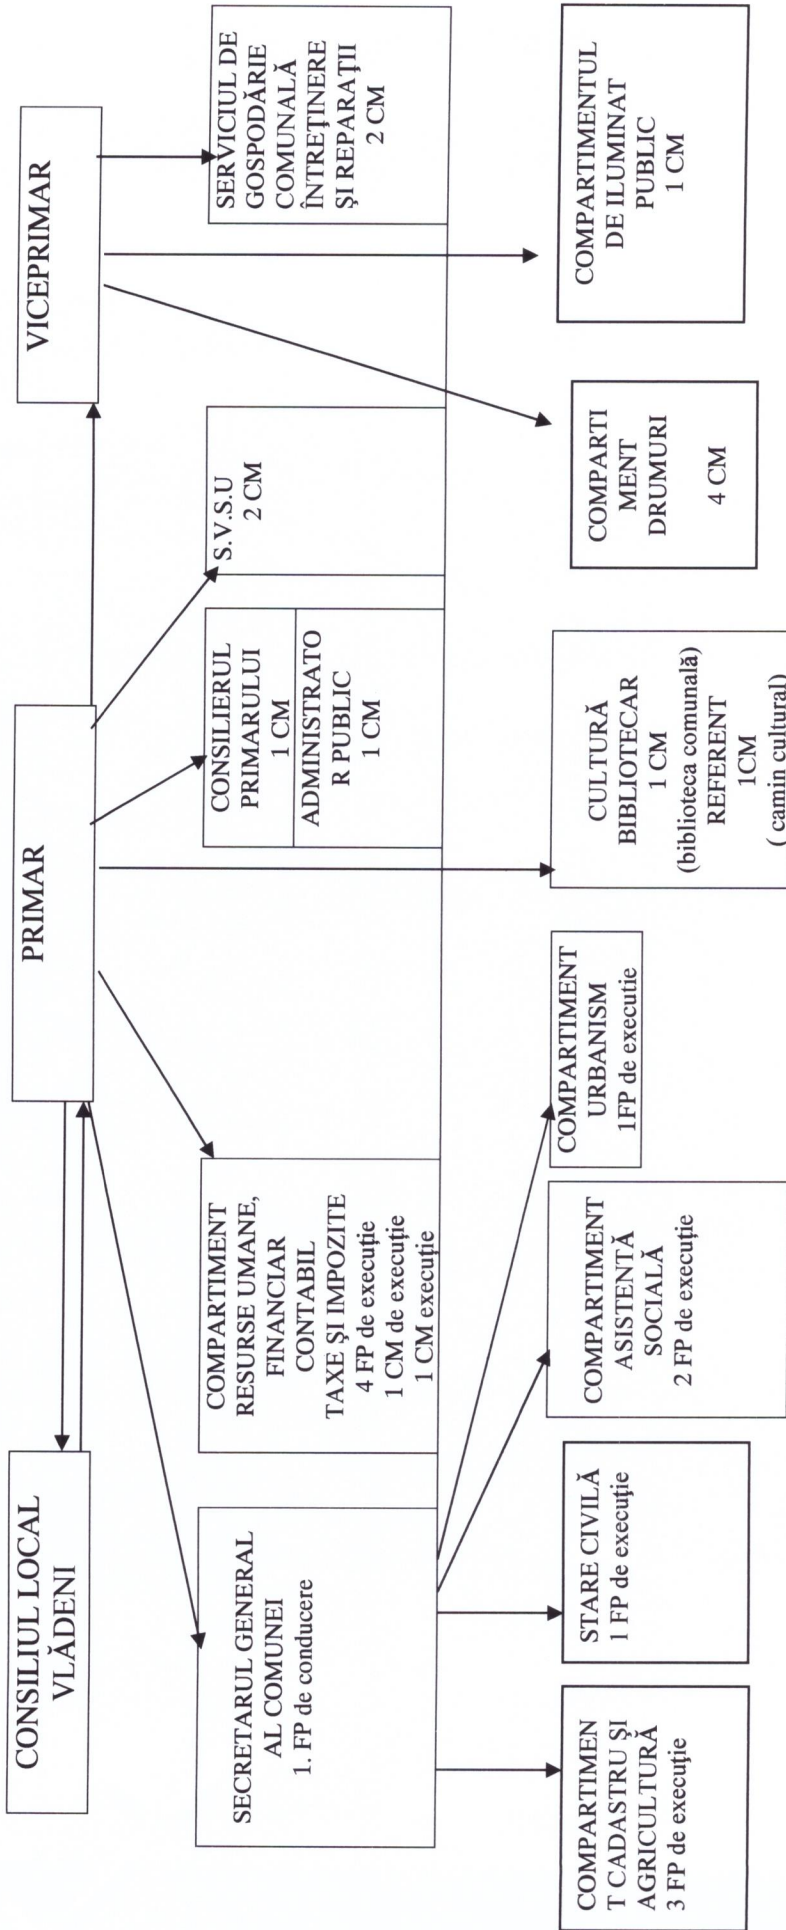 CONSILIUL LOCAL
VLĂDENI
PRIMAR
VICEPRIMAR
SECRETARUL GENERAL
AL COMUNEI
1. FP de conducere
COMPARTIMENT
RESURSE UMANE,
FINANCIAR
CONTABIL
TAXE ŞI IMPOZITE
4 FP de execuţie
1 CM de execuţie
1 CM execuţie
CONSILIERUL
PRIMARULUI
1 CM
ADMINISTRATO
R PUBLIC
1 CM
S.V.S.U
2 CM
SERVICIUL DE
GOSPODĂRIE
COMUNALĂ
ÎNTREŢINERE
ŞI REPARAŢII
2 CM
COMPARTIMEN
T CADASTRU ŞI
AGRICULTURĂ
3 FP de execuţie
STARE CIVILĂ
1 FP de execuţie
COMPARTIMENT
ASISTENTĂ
SOCIALĂ
2 FP de execuţie
COMPARTIMENT
URBANISM
1FP de executie
CULTURĂ
BIBLIOTECAR
1 CM
(biblioteca comunală)
REFERENT
1CM
( camin cultural)
COMPARTI
MENT
DRUMURI
4 CM
COMPARTIMENTUL
DE ILUMINAT
PUBLIC
1 CM